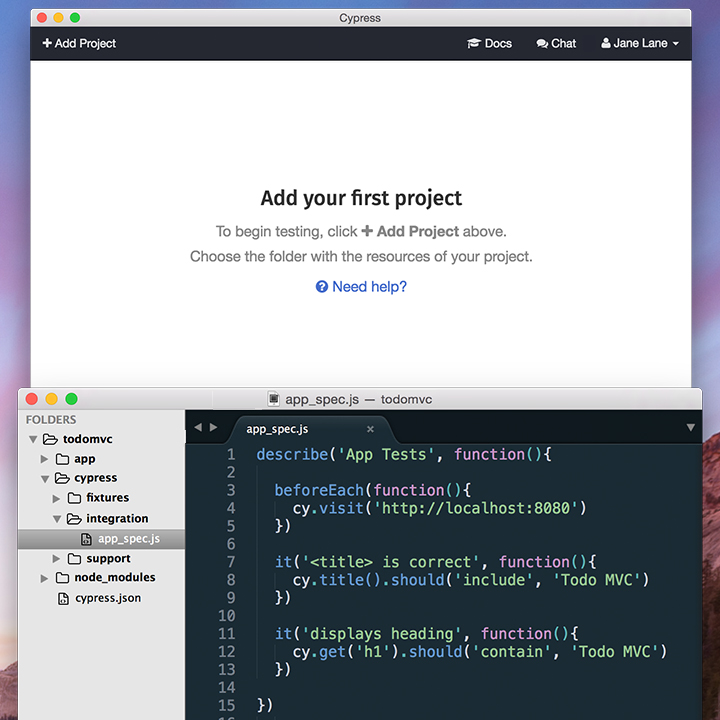 Cypress
Add Project
Docs
Chat
Jane Lane
Add your first project
To begin testing, click + Add Project above.
Choose the folder with the resources of your project.
Need help?
app_spec.js — todomvc
FOLDERS
todomvc
app
cypress
fixtures
integration
app_spec.js
support
node_modules
cypress.json
app_spec.js
1 describe('App Tests', function(){
2
3   beforeEach(function(){
4     cy.visit('http://localhost:8080')
5   })
6
7   it('<title> is correct', function(){
8     cy.title().should('include', 'Todo MVC')
9   })
10
11   it('displays heading', function(){
12     cy.get('h1').should('contain', 'Todo MVC')
13   })
14
15 })